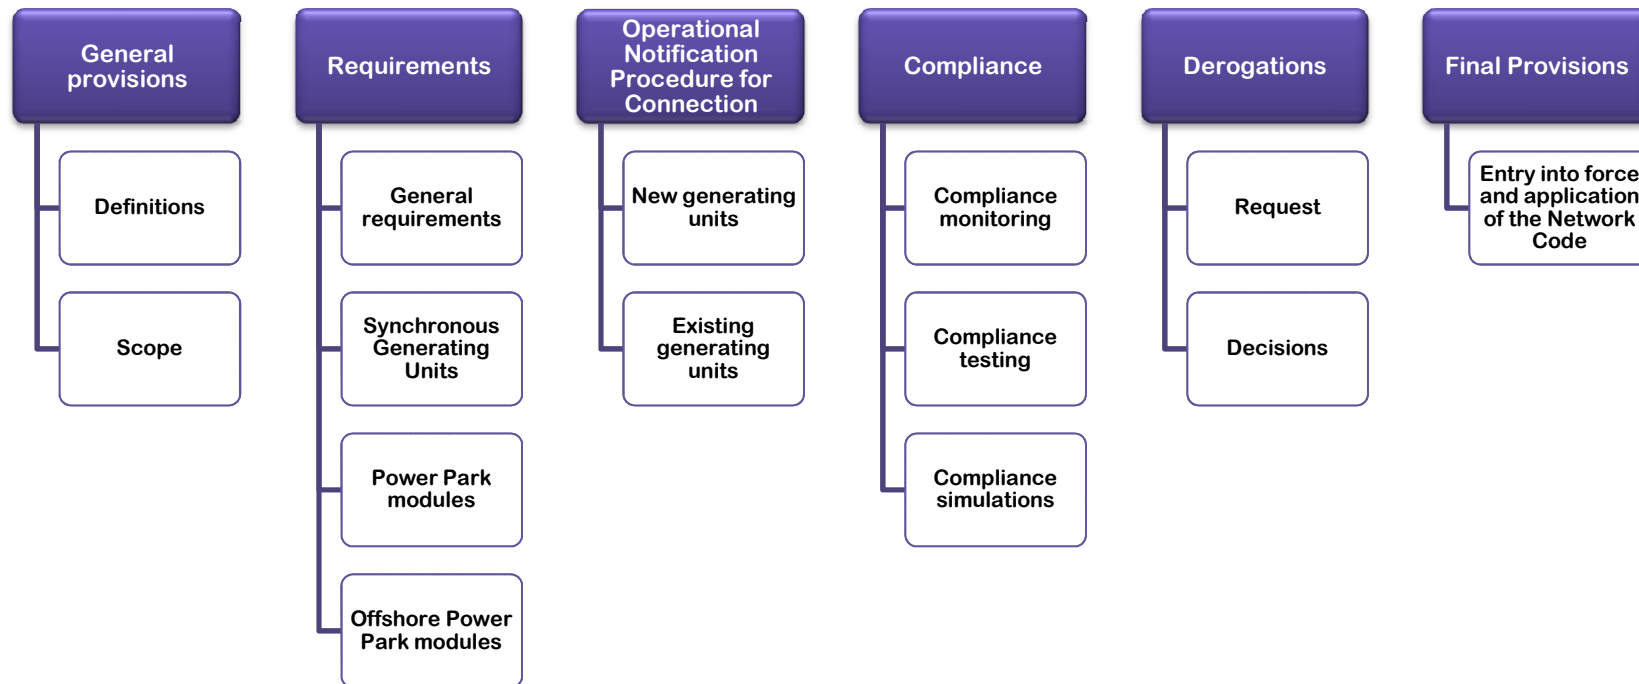 General
provisions
Definitions
Scope
Requirements
General
requirements
Synchronous
Generating
Units
Power Park
modules
Offshore Power
Park modules
Operational
Notification
Procedure for
Connection
New generating
units
Existing
generating
units
Compliance
Compliance
monitoring
Compliance
testing
Compliance
simulations
Derogations
Request
Decisions
Final Provisions
Entry into force
and application
of the Network
Code